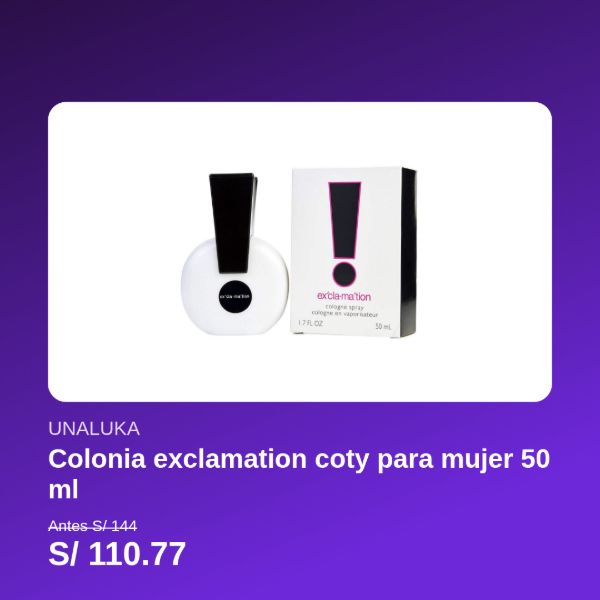 ex'cla·ma'tion
ex'cla·ma'tion
cologne spray
cologne en vaporisateur
1.7 FL OZ 50 mL
UNALUKA
Colonia exclamation coty para mujer 50
ml
Antes S/ 144
S/ 110.77